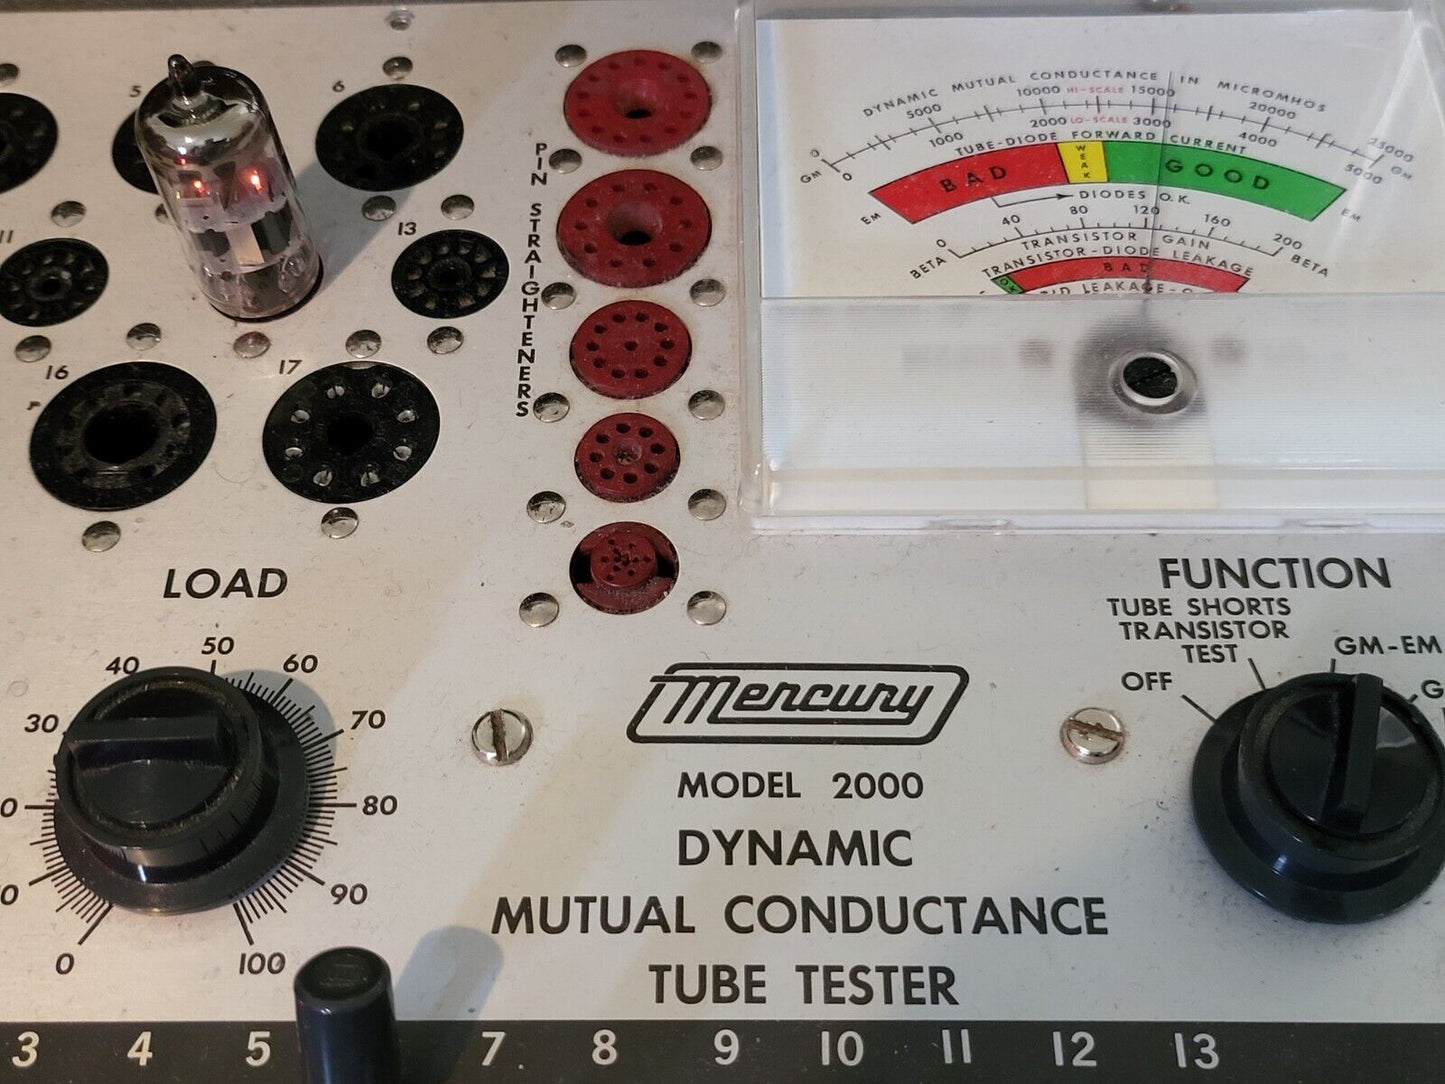 5
6
11
13
16
17
PIN STRAIGHTENERS
DYNAMIC MUTUAL CONDUCTANCE IN MICROMHOS
0 5000 10000 HI-SCALE 15000 20000 25000
GM 0 1000 2000 LO-SCALE 3000 4000 5000 GM
TUBE-DIODE FORWARD CURRENT
EM BAD WEAK GOOD EM
DIODES O.K.
BETA 0 40 80 120 160 200 BETA
TRANSISTOR GAIN
TRANSISTOR-DIODE LEAKAGE
OK BAD
LEAKAGE
LOAD
30 40 50 60 70 80 90 100
0
FUNCTION
TUBE SHORTS
TRANSISTOR
TEST
OFF
GM-EM
Mercury
MODEL 2000
DYNAMIC
MUTUAL CONDUCTANCE
TUBE TESTER
3 4 5 7 8 9 10 11 12 13